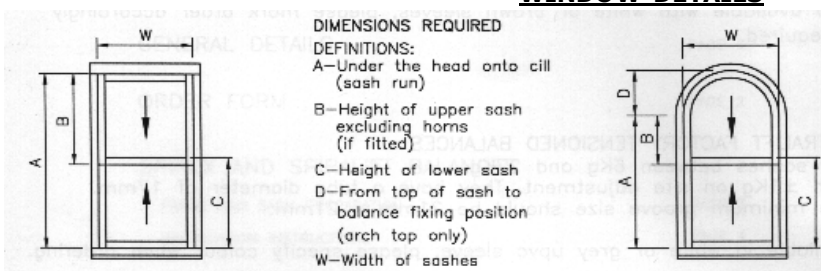 WINDOW DETAILS
DIMENSIONS REQUIRED
DEFINITIONS:
A—Under the head onto cill
(sash run)
B—Height of upper sash
excluding horns
(if fitted)
C—Height of lower sash
D—From top of sash to
balance fixing position
(arch top only)
W—Width of sashes
W
A
B
C
W
D
B
A
C